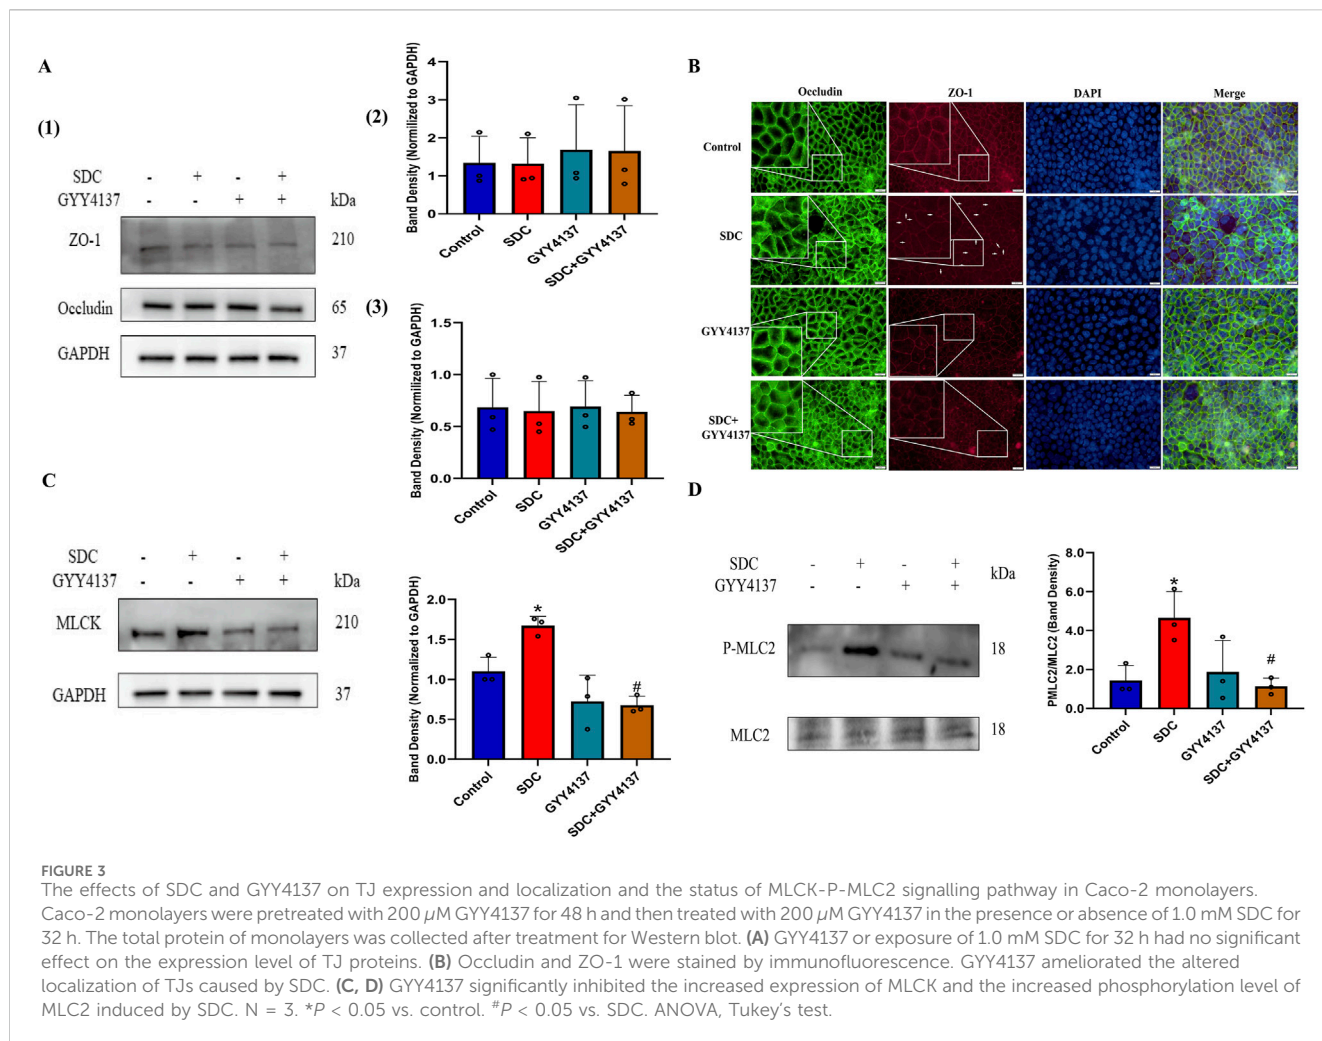 A
(1)
SDC - + - +
GYY4137 - - + + kDa
ZO-1 210
Occludin 65
GAPDH 37
(2)
Band Density (Normilized to GAPDH)
4
3
2
1
0
Control
SDC
GYY4137
SDC+GYY4137
(3)
Band Density (Normilized to GAPDH)
1.5
1.0
0.5
0.0
Control
SDC
GYY4137
SDC+GYY4137
B
Occludin ZO-1 DAPI Merge
Control
SDC
GYY4137
SDC+
GYY4137
C
SDC - + - +
GYY4137 - - + + kDa
MLCK 210
GAPDH 37
Band Density (Normalized to GAPDH)
2.0
1.5
1.0
0.5
0.0
*
#
Control
SDC
GYY4137
SDC+GYY4137
D
SDC - + - +
GYY4137 - - + + kDa
P-MLC2 18
MLC2 18
PMLC2/MLC2 (Band Density)
8.0
6.0
4.0
2.0
0.0
*
#
Control
SDC
GYY4137
SDC+GYY4137
FIGURE 3
The effects of SDC and GYY4137 on TJ expression and localization and the status of MLCK-P-MLC2 signalling pathway in Caco-2 monolayers.
Caco-2 monolayers were pretreated with 200 µM GYY4137 for 48 h and then treated with 200 µM GYY4137 in the presence or absence of 1.0 mM SDC for
32 h. The total protein of monolayers was collected after treatment for Western blot. (A) GYY4137 or exposure of 1.0 mM SDC for 32 h had no significant
effect on the expression level of TJ proteins. (B) Occludin and ZO-1 were stained by immunofluorescence. GYY4137 ameliorated the altered
localization of TJs caused by SDC. (C, D) GYY4137 significantly inhibited the increased expression of MLCK and the increased phosphorylation level of
MLC2 induced by SDC. N = 3. *P < 0.05 vs. control. #P < 0.05 vs. SDC. ANOVA, Tukey's test.